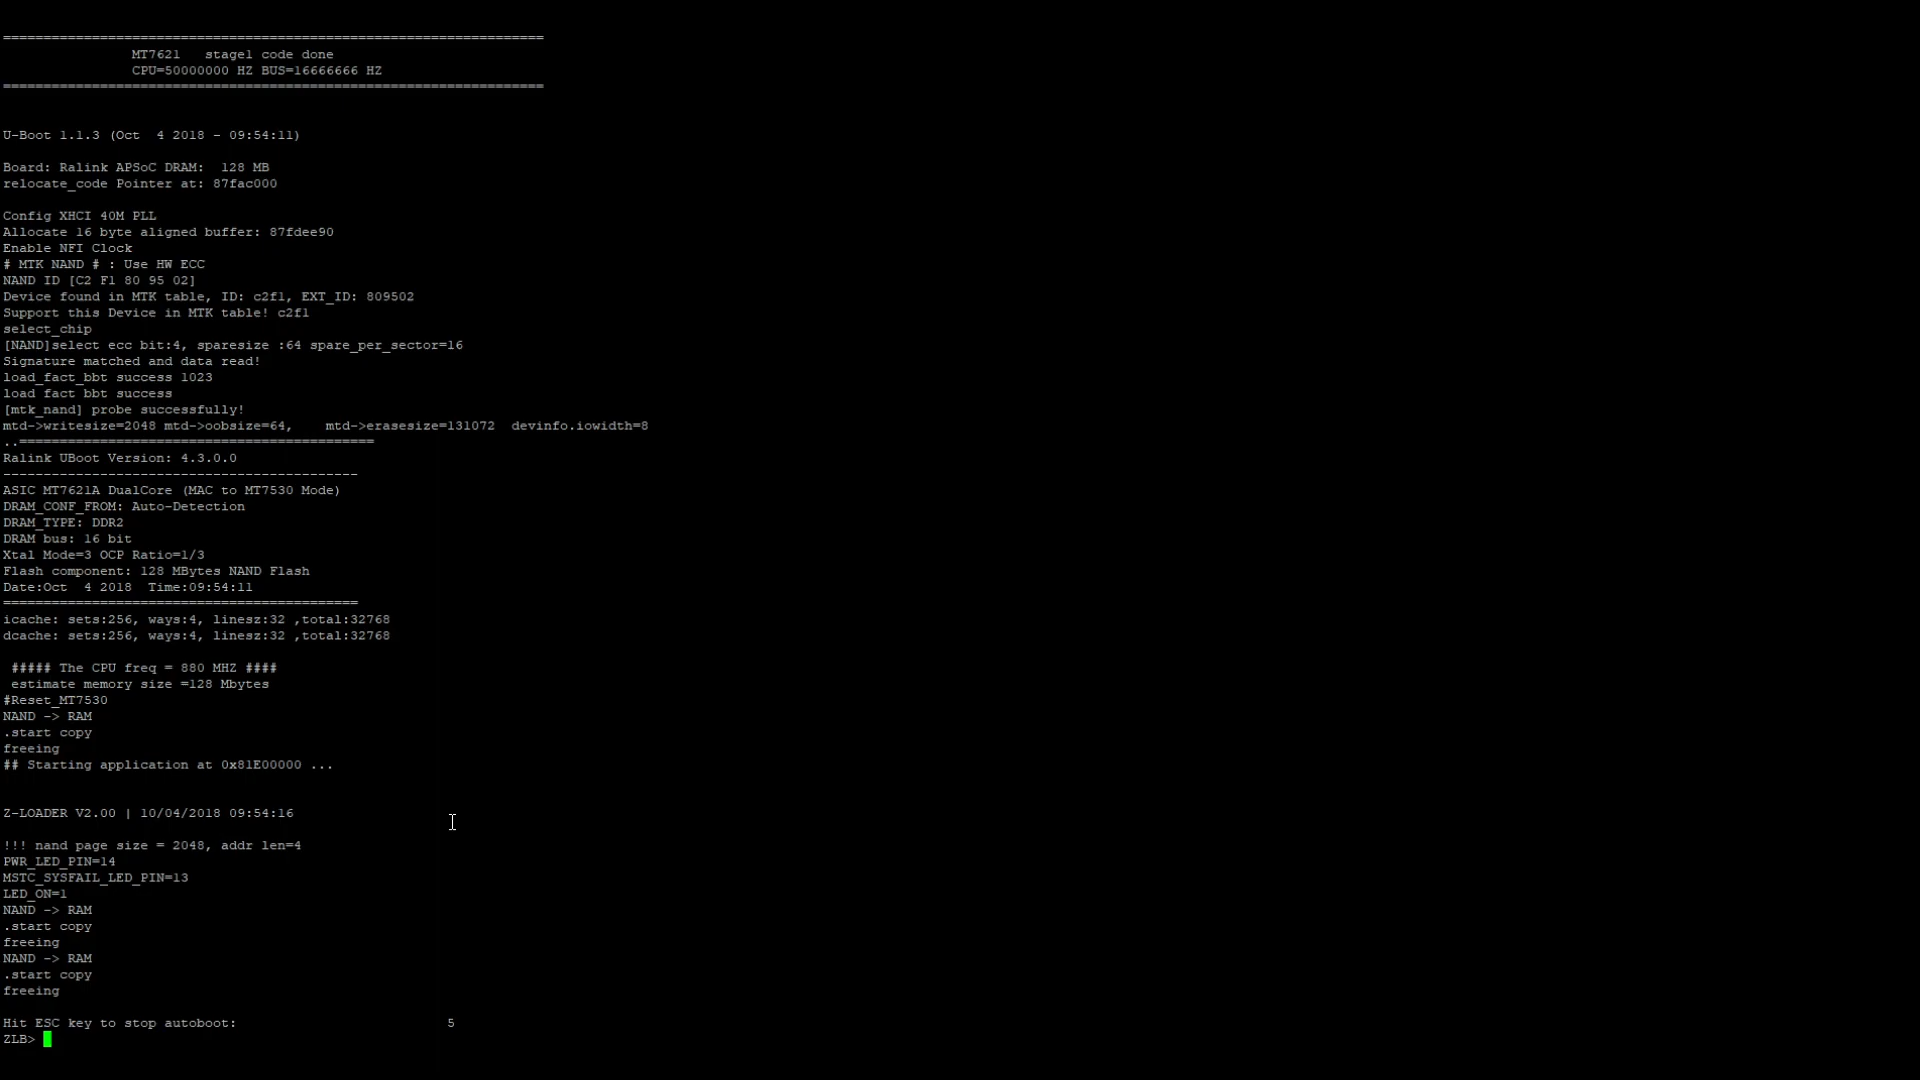 ===================================================================
MT7621   stage1 code done
CPU=50000000 HZ BUS=16666666 HZ
===================================================================
U-Boot 1.1.3 (Oct  4 2018 - 09:54:11)
Board: Ralink APSoC DRAM:  128 MB
relocate_code Pointer at: 87fac000
Config XHCI 40M PLL
Allocate 16 byte aligned buffer: 87fdee90
Enable NFI Clock
# MTK NAND # : Use HW ECC
NAND ID [C2 F1 80 95 02]
Device found in MTK table, ID: c2f1, EXT_ID: 809502
Support this Device in MTK table! c2f1
select_chip
[NAND]select ecc bit:4, sparesize :64 spare_per_sector=16
Signature matched and data read!
load_fact_bbt success 1023
load fact bbt success
[mtk_nand] probe successfully!
mtd->writesize=2048 mtd->oobsize=64,    mtd->erasesize=131072  devinfo.iowidth=8
..============================================
Ralink UBoot Version: 4.3.0.0
--------------------------------------------
ASIC MT7621A DualCore (MAC to MT7530 Mode)
DRAM_CONF_FROM: Auto-Detection
DRAM_TYPE: DDR2
DRAM bus: 16 bit
Xtal Mode=3 OCP Ratio=1/3
Flash component: 128 MBytes NAND Flash
Date:Oct  4 2018  Time:09:54:11
============================================
icache: sets:256, ways:4, linesz:32 ,total:32768
dcache: sets:256, ways:4, linesz:32 ,total:32768
##### The CPU freq = 880 MHZ ####
estimate memory size =128 Mbytes
#Reset_MT7530
NAND -> RAM
.start copy
freeing
## Starting application at 0x81E00000 ...
Z-LOADER V2.00 | 10/04/2018 09:54:16
!!! nand page size = 2048, addr len=4
PWR_LED_PIN=14
MSTC_SYSFAIL_LED_PIN=13
LED_ON=1
NAND -> RAM
.start copy
freeing
NAND -> RAM
.start copy
freeing
Hit ESC key to stop autoboot:                          5
ZLB>